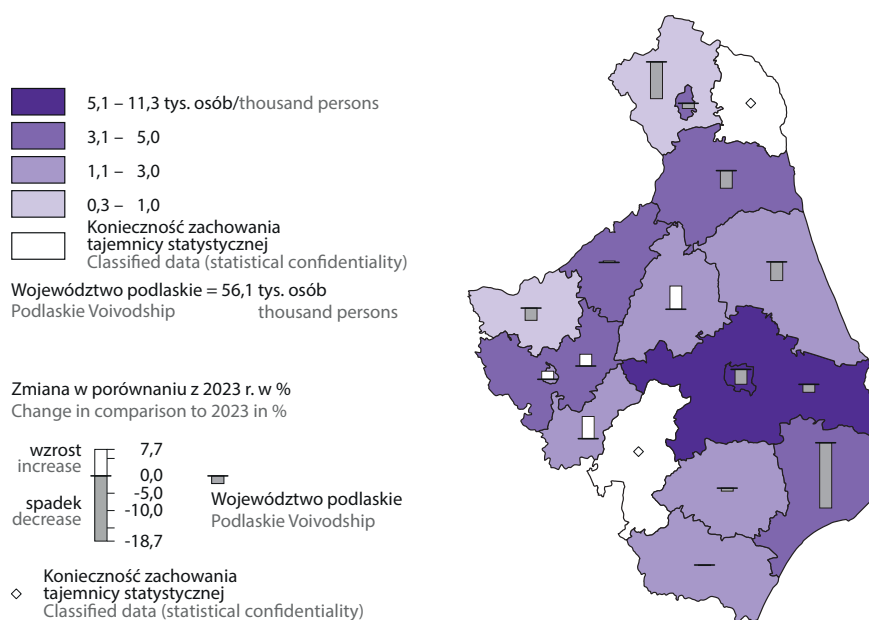 5,1 – 11,3 tys. osób/thousand persons
3,1 – 5,0
1,1 – 3,0
0,3 – 1,0
Konieczność zachowania
tajemnicy statystycznej
Classified data (statistical confidentiality)
Województwo podlaskie = 56,1 tys. osób
Podlaskie Voivodship thousand persons
Zmiana w porównaniu z 2023 r. w %
Change in comparison to 2023 in %
wzrost
increase
spadek
decrease
7,7
0,0
-5,0
-10,0
-18,7
Województwo podlaskie
Podlaskie Voivodship
Konieczność zachowania
tajemnicy statystycznej
Classified data (statistical confidentiality)